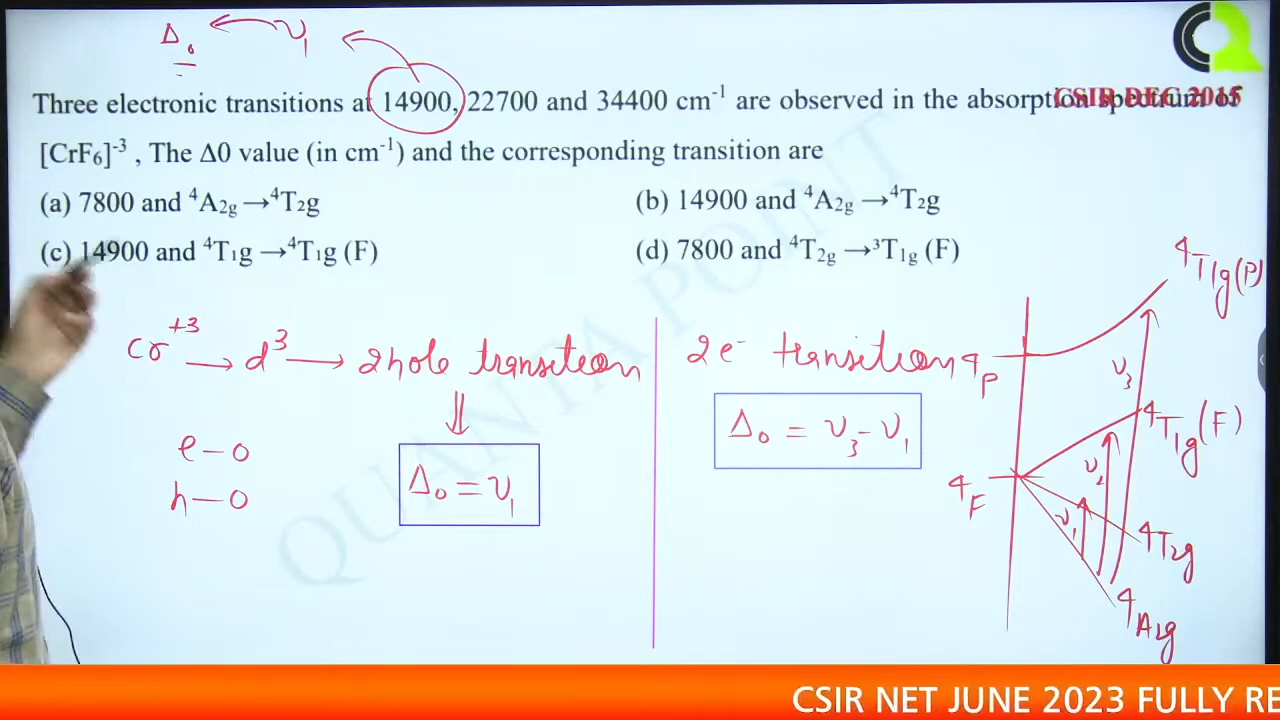 Δ₀ ← ν₁
Three electronic transitions at 14900, 22700 and 34400 cm⁻¹ are observed in the absorption spectrum of
CSIR DEC 2015
[CrF₆]⁻³ , The Δ0 value (in cm⁻¹) and the corresponding transition are
(a) 7800 and ⁴A₂g →⁴T₂g
(b) 14900 and ⁴A₂g →⁴T₂g
(c) 14900 and ⁴T₁g →⁴T₁g (F)
(d) 7800 and ⁴T₂g →³T₁g (F)
Cr⁺³ → d³ → 2 hole transition
⇓
e – 0
h – 0
Δ₀ = ν₁
2e⁻ transition
Δ₀ = ν₃ – ν₁
⁴T₁g(P)
⁴P
ν₃
⁴T₁g(F)
ν₂
⁴F
ν₁
⁴T₂g
⁴A₂g
QUANTA POINT
CSIR NET JUNE 2023 FULLY RE